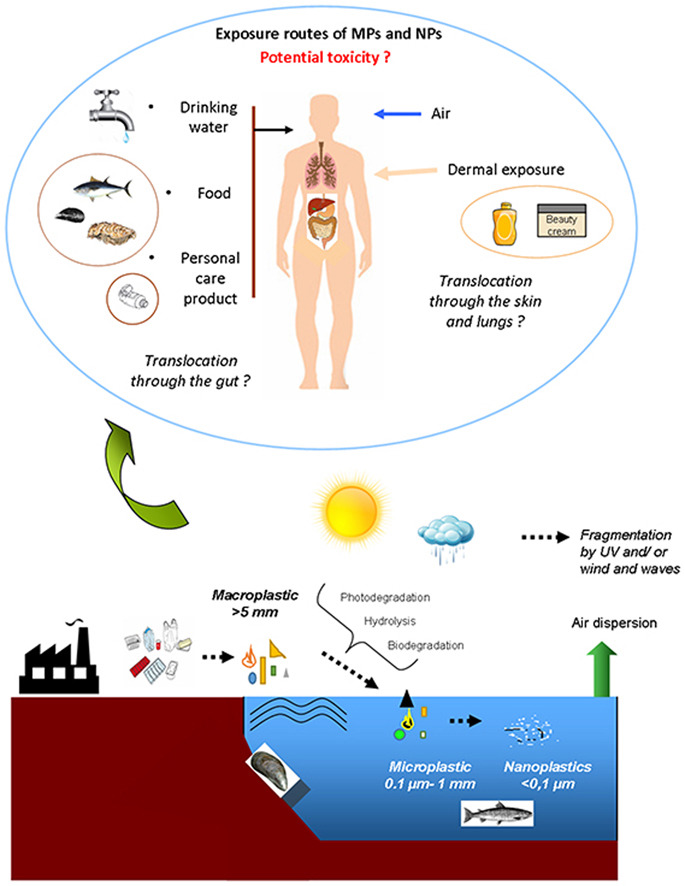 Exposure routes of MPs and NPs
Potential toxicity ?
• Drinking
water
Air
• Food
Dermal exposure
Beauty
cream
• Personal
care
product
Translocation
through the skin
and lungs ?
Translocation
through the gut ?
Fragmentation
by UV and/ or
wind and waves
Macroplastic
>5 mm
Photodegradation
Hydrolysis
Biodegradation
Air dispersion
Microplastic
0.1 µm- 1 mm
Nanoplastics
<0,1 µm